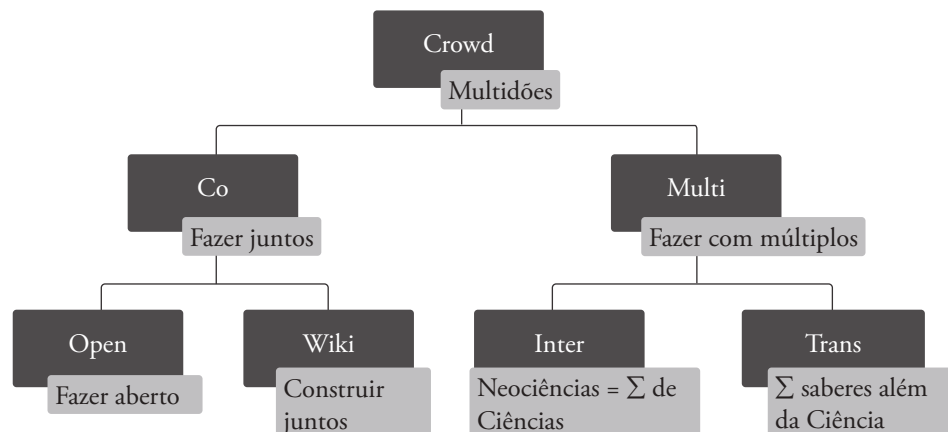 Crowd
Multidões
Co
Fazer juntos
Multi
Fazer com múltiplos
Open
Fazer aberto
Wiki
Construir
juntos
Inter
Neociências = ∑ de
Ciências
Trans
∑ saberes além
da Ciência